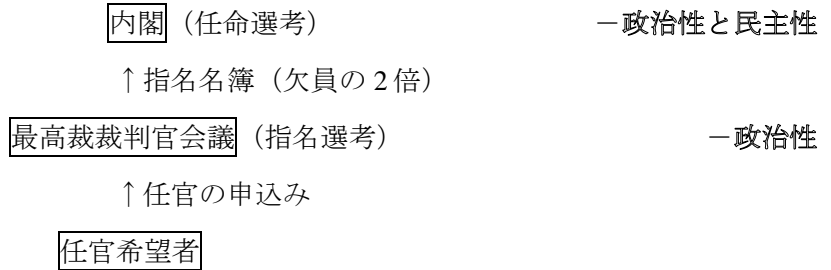 内閣（任命選考） －政治性と民主性
↑指名名簿（欠員の2倍）
最高裁裁判官会議（指名選考） －政治性
↑任官の申込み
任官希望者